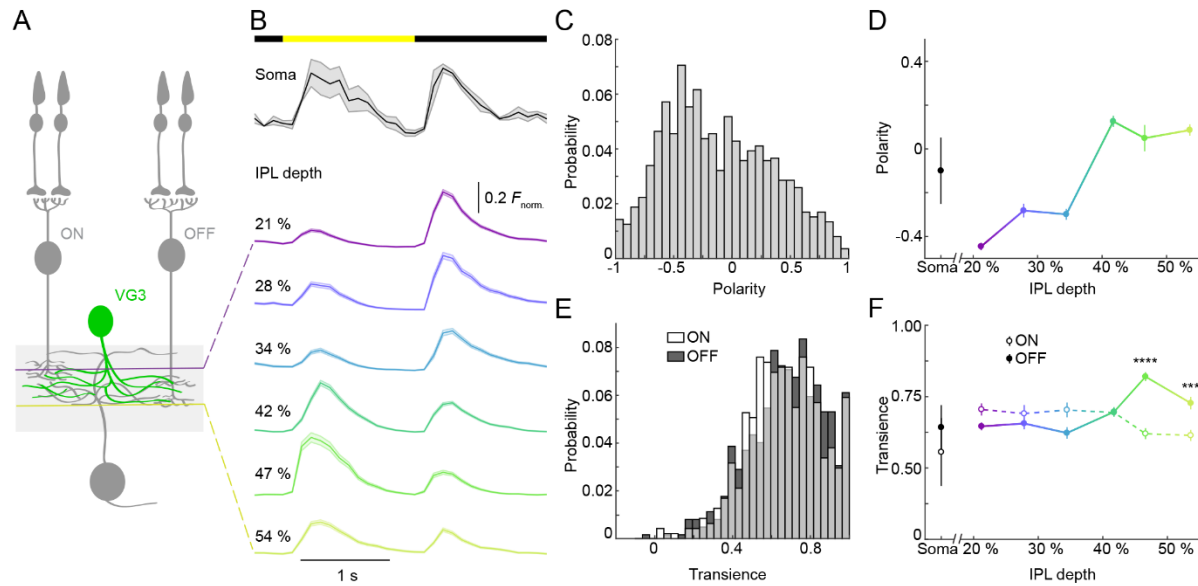 A
ON
OFF
VG3
B
Soma
IPL depth
0.2 Fnorm.
21 %
28 %
34 %
42 %
47 %
54 %
1 s
C
0.08
0.06
0.04
0.02
0
Probability
-1
-0.5
0
0.5
1
Polarity
D
0.4
0
-0.4
Polarity
Soma
20 %
30 %
40 %
50 %
IPL depth
E
ON
OFF
0.08
0.06
0.04
0.02
0
Probability
0
0.4
0.8
Transience
F
ON
OFF
****
***
1.00
0.75
0.50
0
Transience
Soma
20 %
30 %
40 %
50 %
IPL depth